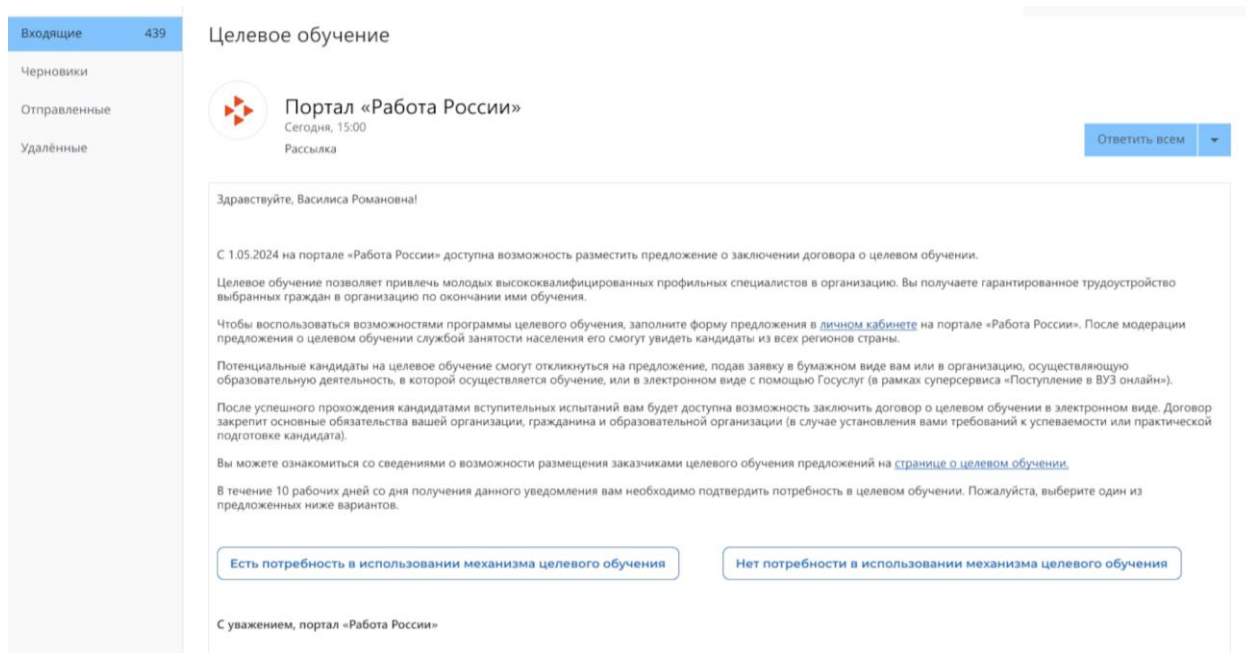 Входящие 439
Целевое обучение
Черновики
Отправленные
Удалённые
Портал «Работа России»
Сегодня, 15:00
Рассылка
Ответить всем
Здравствуйте, Василиса Романовна!
С 1.05.2024 на портале «Работа России» доступна возможность разместить предложение о заключении договора о целевом обучении.
Целевое обучение позволяет привлечь молодых высококвалифицированных профильных специалистов в организацию. Вы получаете гарантированное трудоустройство
выбранных граждан в организацию по окончании ими обучения.
Чтобы воспользоваться возможностями программы целевого обучения, заполните форму предложения в личном кабинете на портале «Работа России». После модерации
предложения о целевом обучении службой занятости населения его смогут увидеть кандидаты из всех регионов страны.
Потенциальные кандидаты на целевое обучение смогут откликнуться на предложение, подав заявку в бумажном виде вам или в организацию, осуществляющую
образовательную деятельность, в которой осуществляется обучение, или в электронном виде с помощью Госуслуг (в рамках суперсервиса «Поступление в ВУЗ онлайн»).
После успешного прохождения кандидатами вступительных испытаний вам будет доступна возможность заключить договор о целевом обучении в электронном виде. Договор
закрепит основные обязательства вашей организации, гражданина и образовательной организации (в случае установления вами требований к успеваемости или практической
подготовке кандидата).
Вы можете ознакомиться со сведениями о возможности размещения заказчиками целевого обучения предложений на странице о целевом обучении.
В течение 10 рабочих дней со дня получения данного уведомления вам необходимо подтвердить потребность в целевом обучении. Пожалуйста, выберите один из
предложенных ниже вариантов.
Есть потребность в использовании механизма целевого обучения
Нет потребности в использовании механизма целевого обучения
С уважением, портал «Работа России»